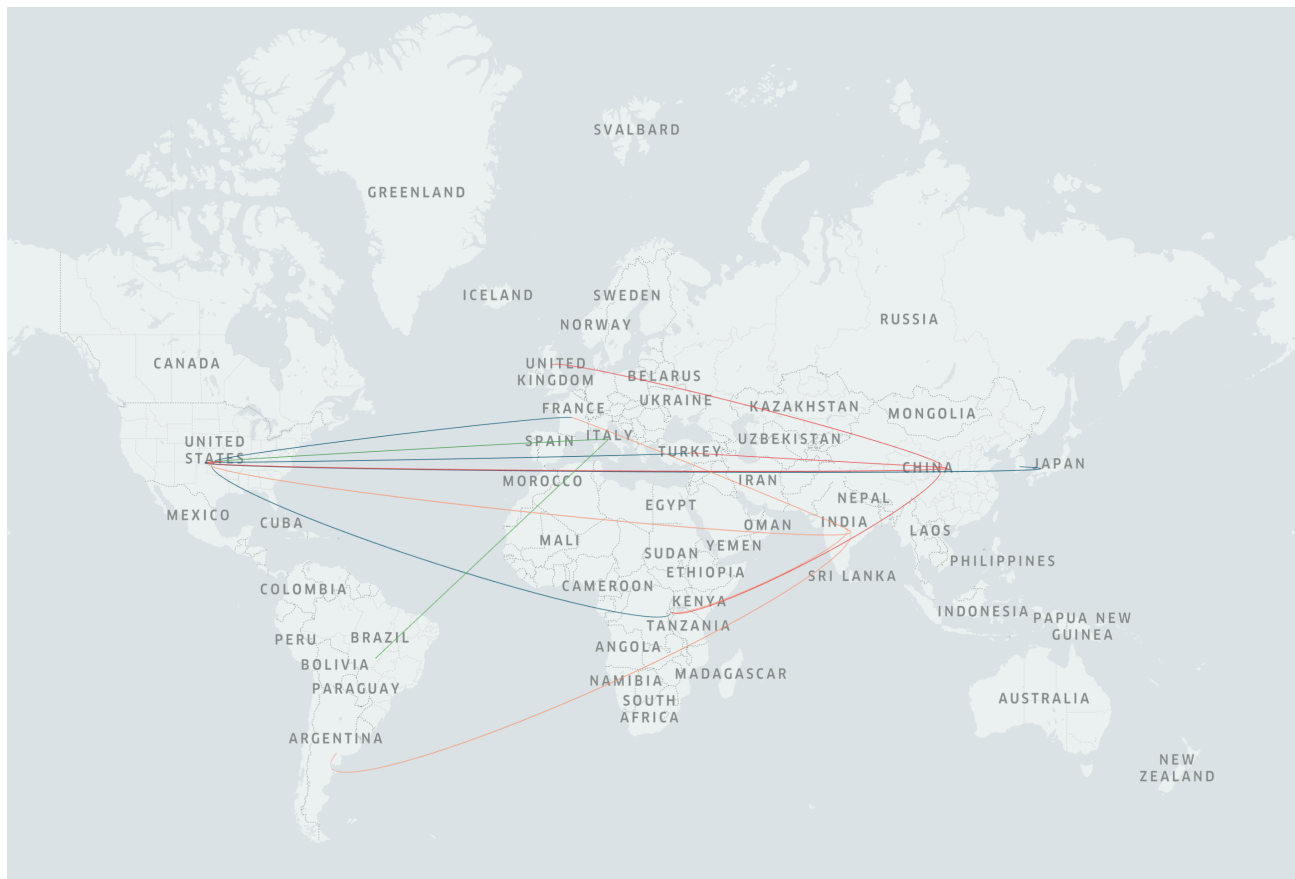 SVALBARD
GREENLAND
ICELAND
SWEDEN
NORWAY
RUSSIA
CANADA
UNITED
KINGDOM
BELARUS
UKRAINE
FRANCE
KAZAKHSTAN
MONGOLIA
UNITED
STATES
SPAIN
ITALY
TURKEY
UZBEKISTAN
CHINA
JAPAN
MOROCCO
IRAN
NEPAL
MEXICO
CUBA
EGYPT
OMAN
INDIA
LAOS
MALI
SUDAN
YEMEN
PHILIPPINES
COLOMBIA
CAMEROON
ETHIOPIA
SRI LANKA
KENYA
INDONESIA
PAPUA NEW
GUINEA
PERU
BRAZIL
TANZANIA
BOLIVIA
ANGOLA
PARAGUAY
NAMIBIA
MADAGASCAR
SOUTH
AFRICA
AUSTRALIA
ARGENTINA
NEW
ZEALAND